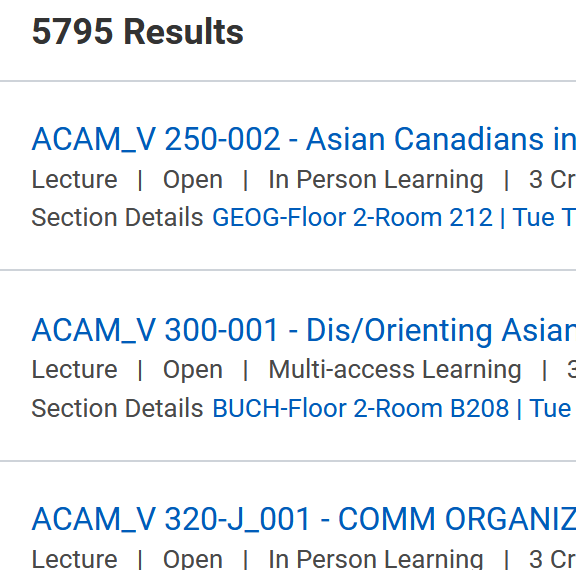 5795 Results
ACAM_V 250-002 - Asian Canadians in
Lecture | Open | In Person Learning | 3 Cr
Section Details GEOG-Floor 2-Room 212 | Tue T
ACAM_V 300-001 - Dis/Orienting Asian
Lecture | Open | Multi-access Learning | 3
Section Details BUCH-Floor 2-Room B208 | Tue
ACAM_V 320-J_001 - COMM ORGANIZ
Lecture | Open | In Person Learning | 3 Cr